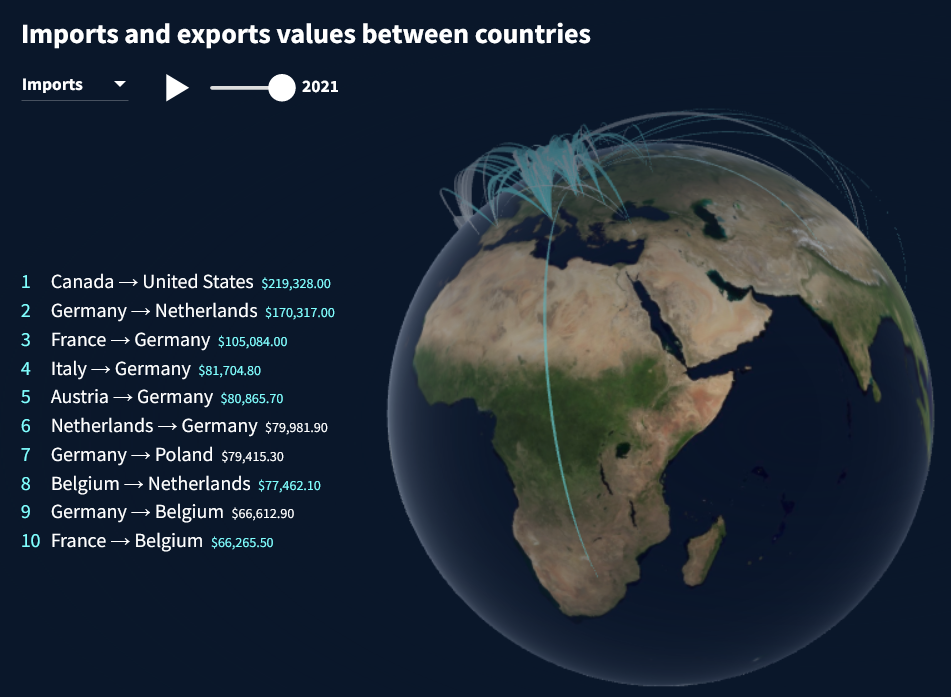 Imports and exports values between countries
Imports 2021
1 Canada → United States $219,328.00
2 Germany → Netherlands $170,317.00
3 France → Germany $105,084.00
4 Italy → Germany $81,704.80
5 Austria → Germany $80,865.70
6 Netherlands → Germany $79,981.90
7 Germany → Poland $79,415.30
8 Belgium → Netherlands $77,462.10
9 Germany → Belgium $66,612.90
10 France → Belgium $66,265.50